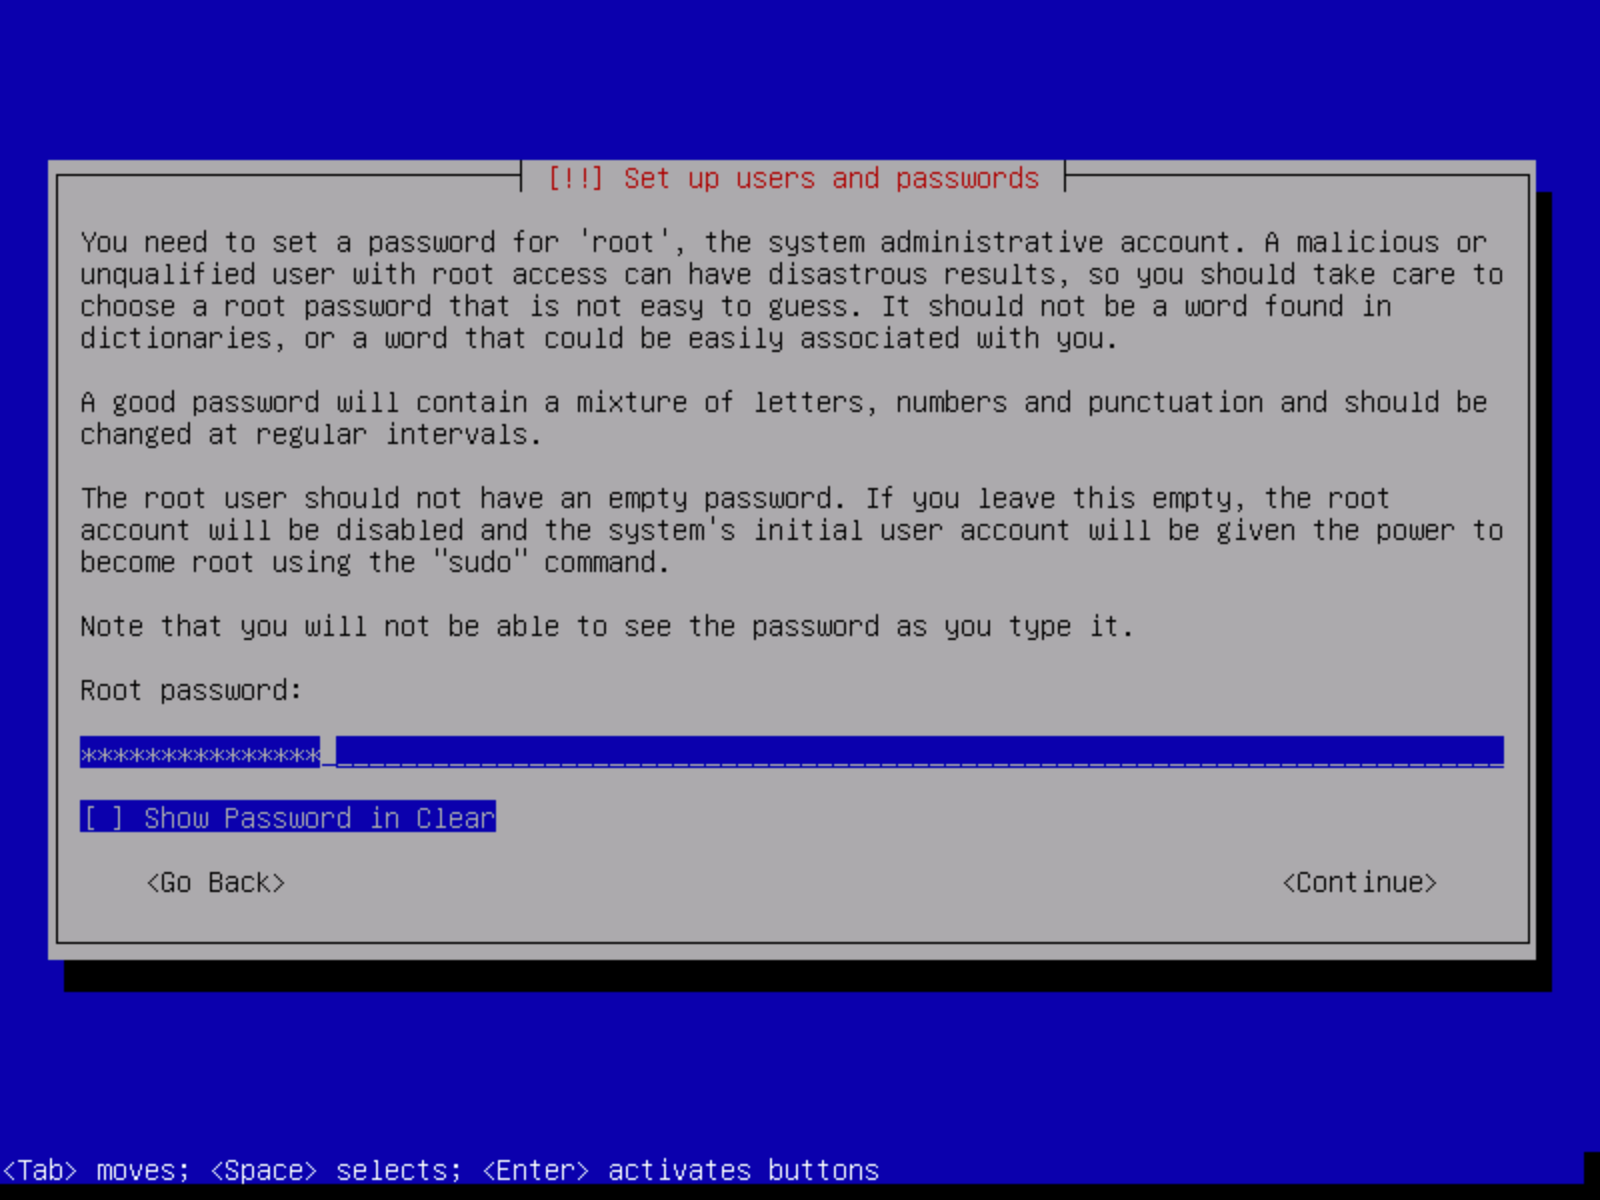 [!!] Set up users and passwords
You need to set a password for 'root', the system administrative account. A malicious or
unqualified user with root access can have disastrous results, so you should take care to
choose a root password that is not easy to guess. It should not be a word found in
dictionaries, or a word that could be easily associated with you.
A good password will contain a mixture of letters, numbers and punctuation and should be
changed at regular intervals.
The root user should not have an empty password. If you leave this empty, the root
account will be disabled and the system's initial user account will be given the power to
become root using the "sudo" command.
Note that you will not be able to see the password as you type it.
Root password:
***************_________________________________________________________________________
[ ] Show Password in Clear
<Go Back> <Continue>
<Tab> moves; <Space> selects; <Enter> activates buttons